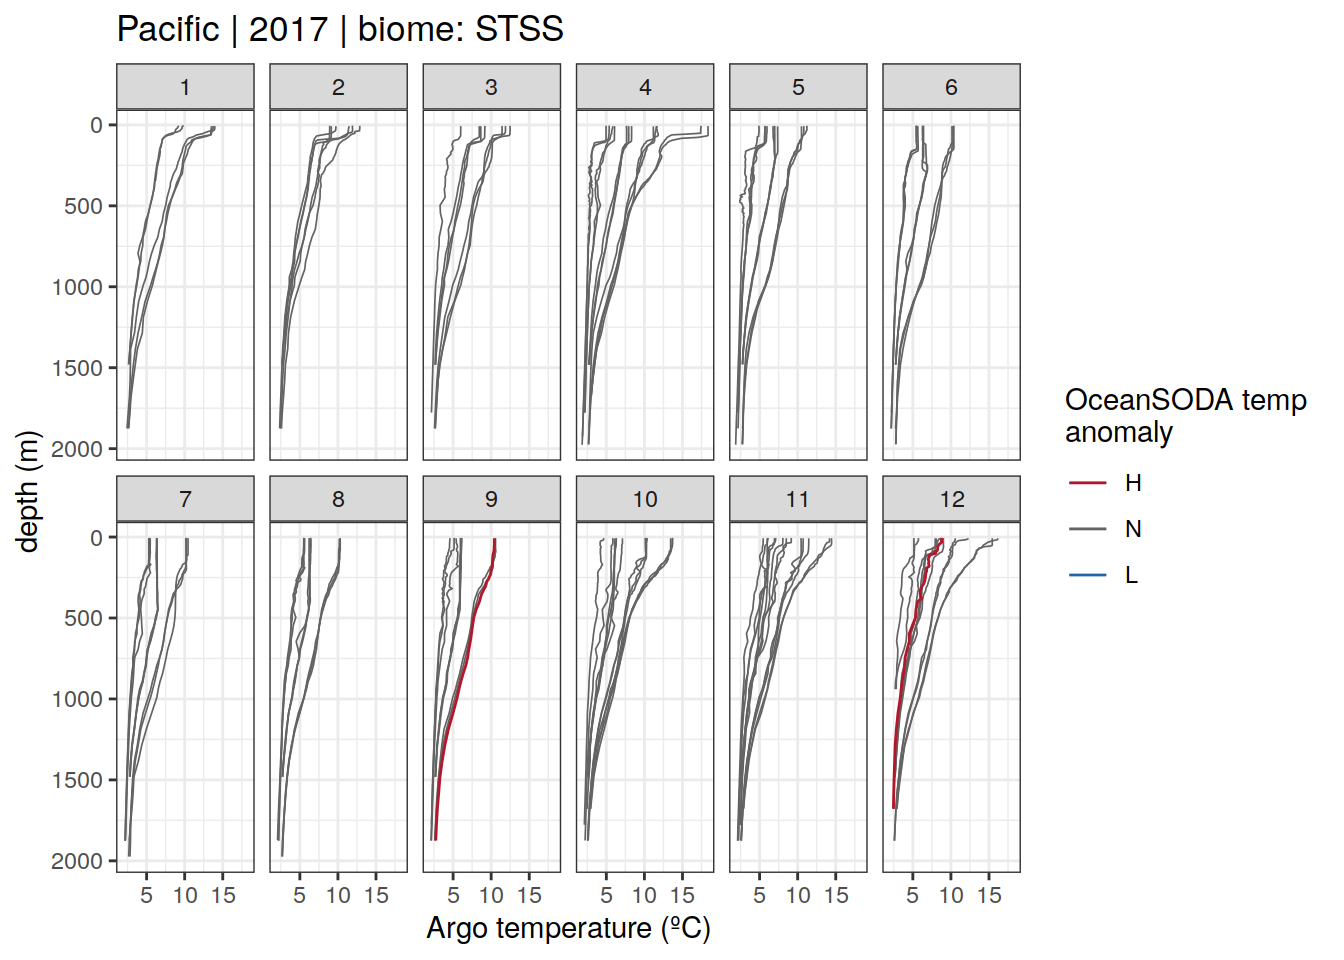 Pacific | 2017 | biome: STSS
1 2 3 4 5 6
0
500
1000
1500
2000
7 8 9 10 11 12
0
500
1000
1500
2000
5 10 15 5 10 15 5 10 15 5 10 15 5 10 15 5 10 15
Argo temperature (ºC)
depth (m)
OceanSODA temp
anomaly
H
N
L